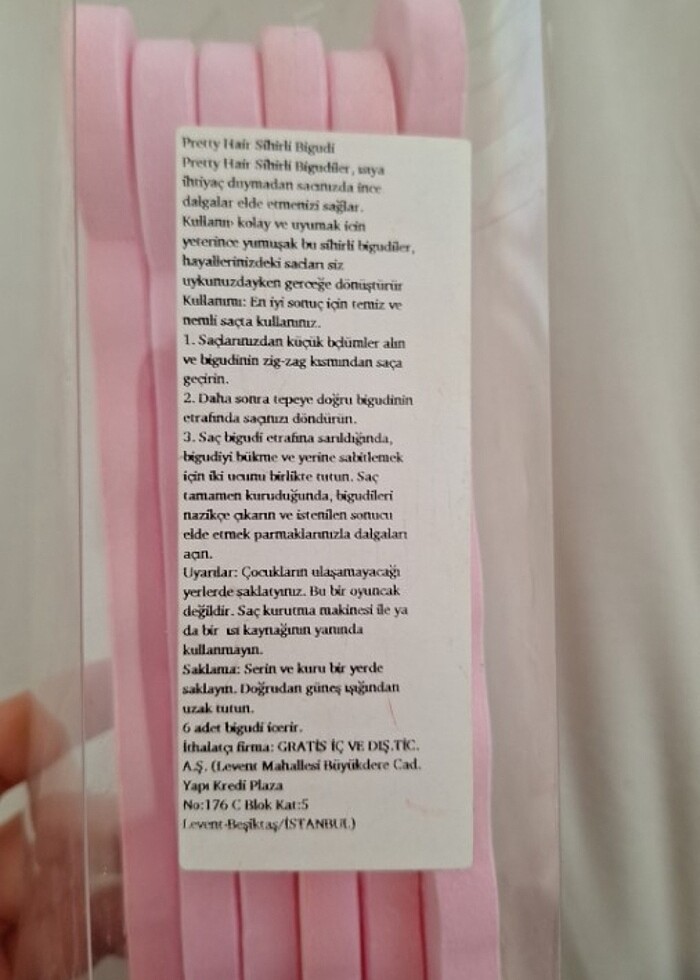 Pretty Hair Sihirli Bigudi
Pretty Hair Sihirli Bigudiler, ısıya
ihtiyaç duymadan saçınızda ince
dalgalar elde etmenizi sağlar.
Kullanımı kolay ve uyumak için
yeterince yumuşak bu sihirli bigudiler,
hayallerinizdeki saçları siz
uykunuzdayken gerçeğe dönüştürür
Kullanımı: En iyi sonuç için temiz ve
nemli saçta kullanınız.
1. Saçlarınızdan küçük bölümler alın
ve bigudinin zig-zag kısmından saça
geçirin.
2. Daha sonra tepeye doğru bigudinin
etrafında saçınızı döndürün.
3. Saç bigudi etrafına sarıldığında,
bigudiyi bükme ve yerine sabitlemek
için iki ucunu birlikte tutun. Saç
tamamen kuruduğunda, bigudileri
nazikçe çıkarın ve istenilen sonucu
elde etmek parmaklarınızla dalgaları
açın.
Uyarılar: Çocukların ulaşamayacağı
yerlerde saklatyınız. Bu bir oyuncak
değildir. Saç kurutma makinesi ile ya
da bir ısı kaynağının yanında
kullanmayın.
Saklama: Serin ve kuru bir yerde
saklayın. Doğrudan güneş ışığından
uzak tutun.
6 adet bigudi içerir.
İthalatçı firma: GRATİS İÇ VE DIŞ.TİC.
A.Ş. (Levent Mahallesi Büyükdere Cad.
Yapı Kredi Plaza
No:176 C Blok Kat:5
Levent-Beşiktaş/İSTANBUL)